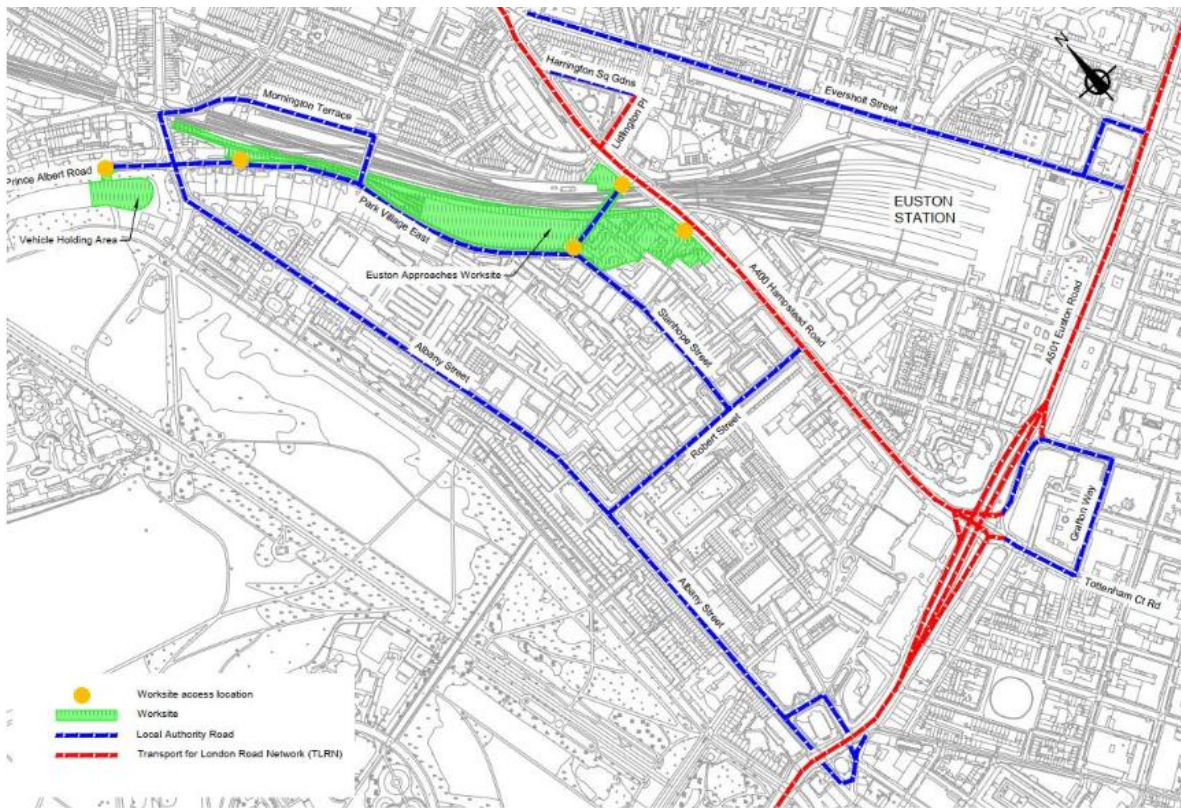 N
Harrington Sq Gdns
Eversholt Street
Mornington Terrace
Lidlington Pl
Prince Albert Road
EUSTON
STATION
Park Village East
Vehicle Holding Area
Euston Approaches Worksite
A400 Hampstead Road
A501 Euston Road
Stanhope Street
Albany Street
Robert Street
Grafton Way
Albany Street
Tottenham Ct Rd
Worksite access location
Worksite
Local Authority Road
Transport for London Road Network (TLRN)